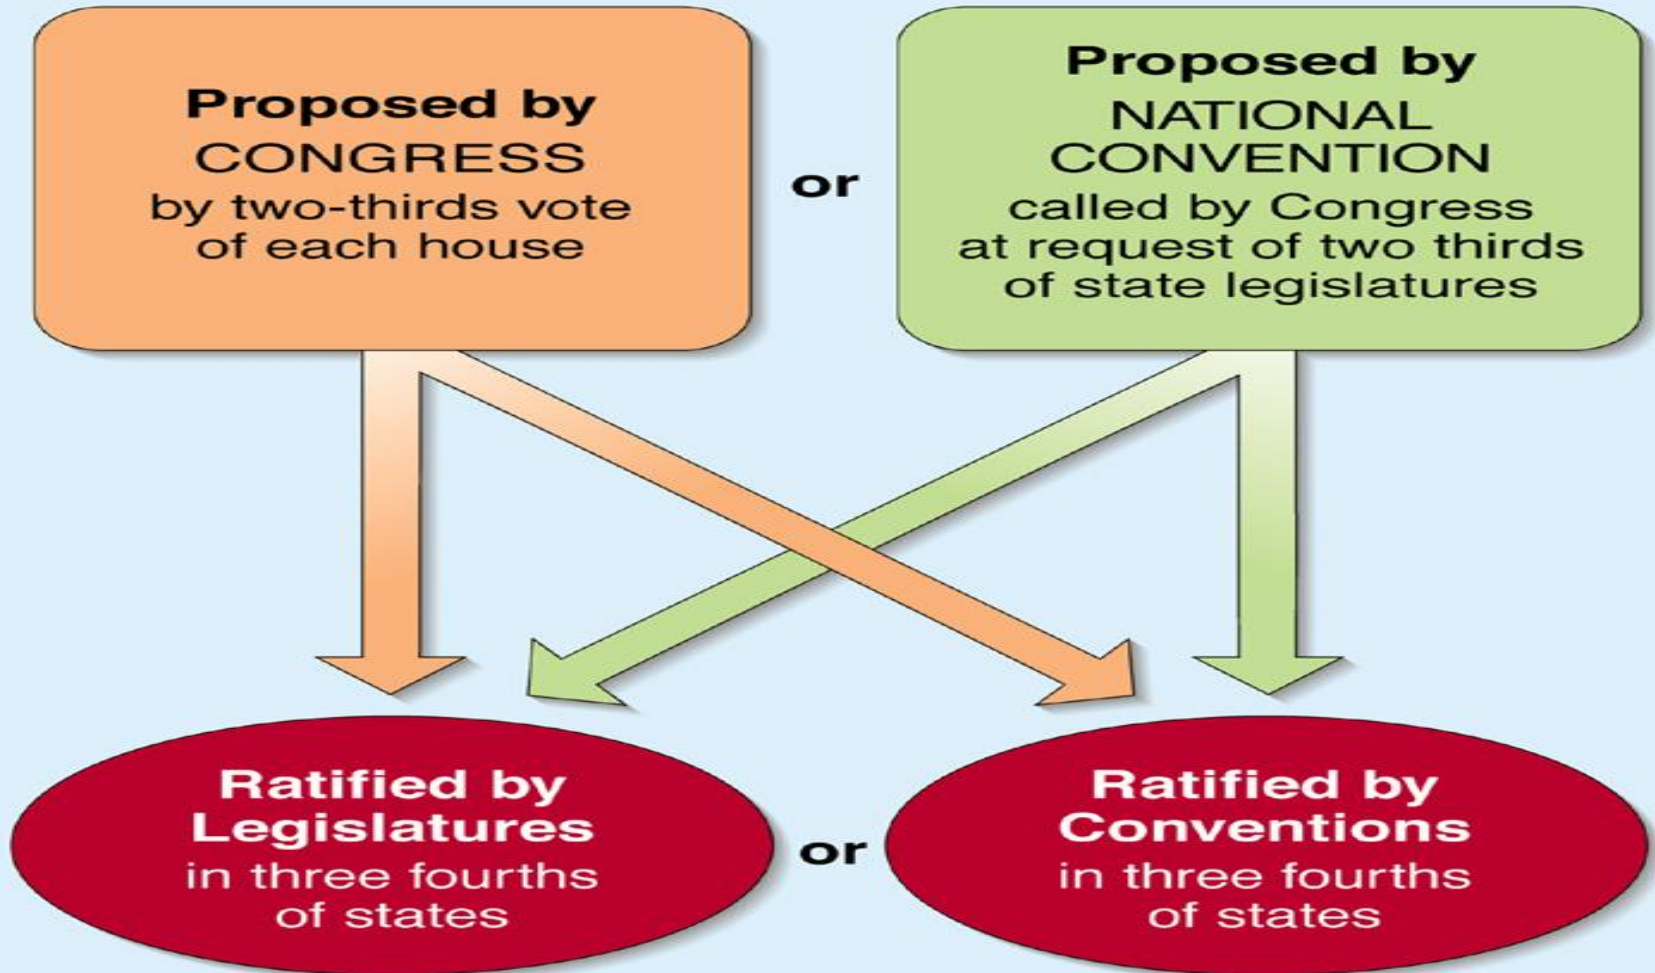 Proposed by
CONGRESS
by two-thirds vote
of each house
or
Proposed by
NATIONAL
CONVENTION
called by Congress
at request of two thirds
of state legislatures
Ratified by
Legislatures
in three fourths
of states
or
Ratified by
Conventions
in three fourths
of states